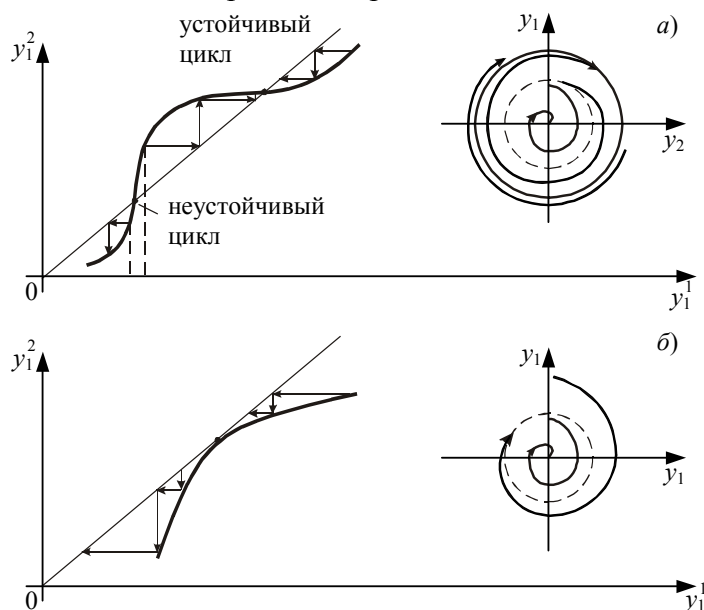 устойчивый
цикл
y₁²
y₁
а)
y₂
неустойчивый
цикл
0
y₁¹
y₁²
y₁
б)
y₁
0
y₁¹